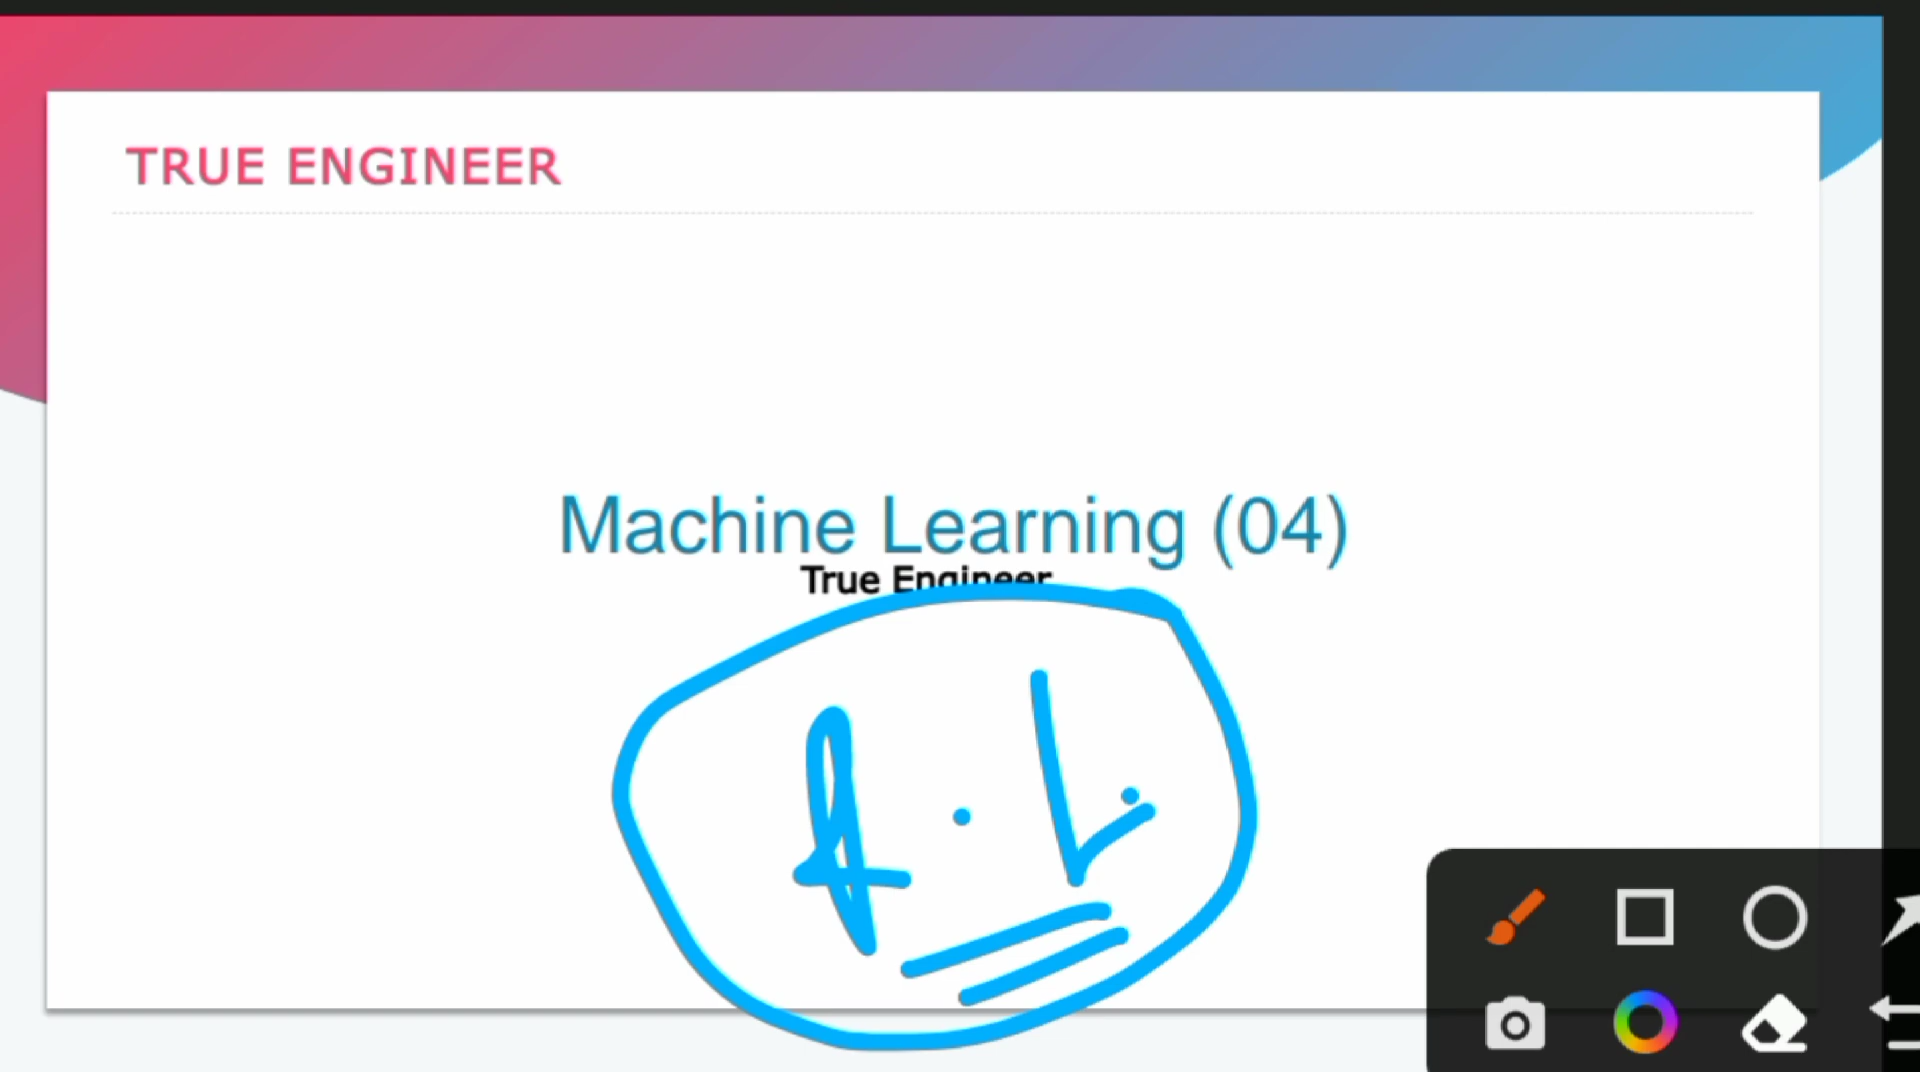 TRUE ENGINEER
Machine Learning (04)
True Engineer
A. L.